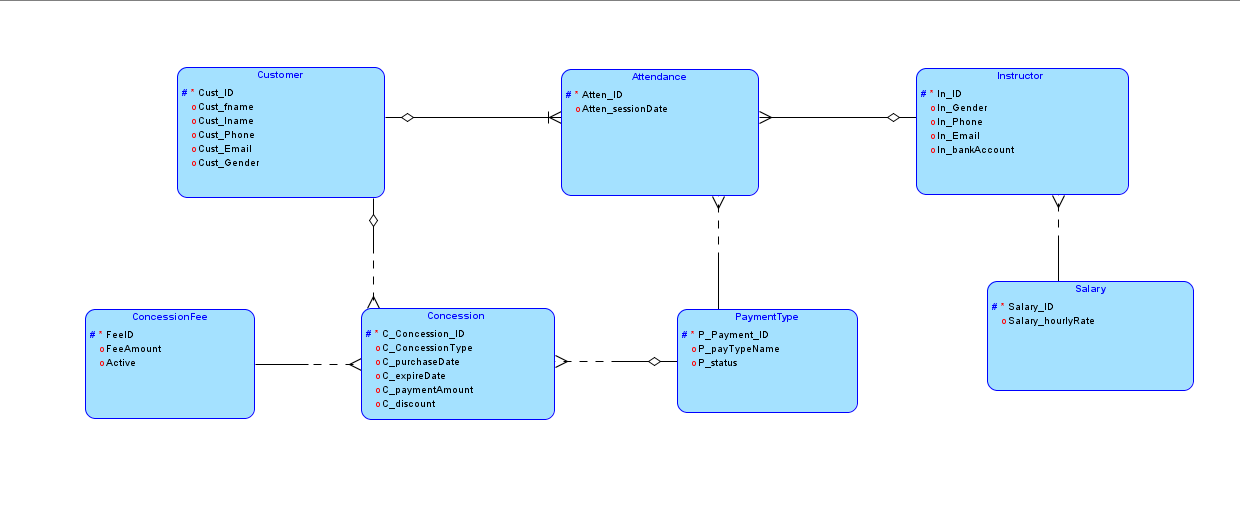 Customer
# * Cust_ID
o Cust_fname
o Cust_lname
o Cust_Phone
o Cust_Email
o Cust_Gender
Attendance
# * Atten_ID
o Atten_sessionDate
Instructor
# * In_ID
o In_Gender
o In_Phone
o In_Email
o In_bankAccount
ConcessionFee
# * FeeID
o FeeAmount
o Active
Concession
# * C_Concession_ID
o C_ConcessionType
o C_purchaseDate
o C_expireDate
o C_paymentAmount
o C_discount
PaymentType
# * P_Payment_ID
o P_payTypeName
o P_status
Salary
# * Salary_ID
o Salary_hourlyRate